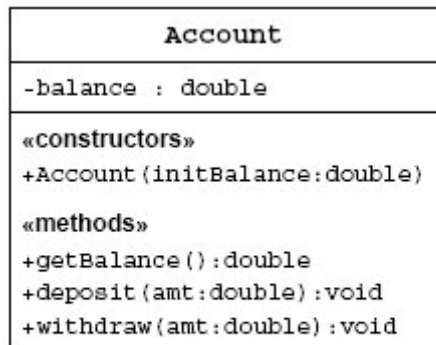 Account
-balance : double
«constructors»
+Account(initBalance:double)
«methods»
+getBalance():double
+deposit(amt:double):void
+withdraw(amt:double):void